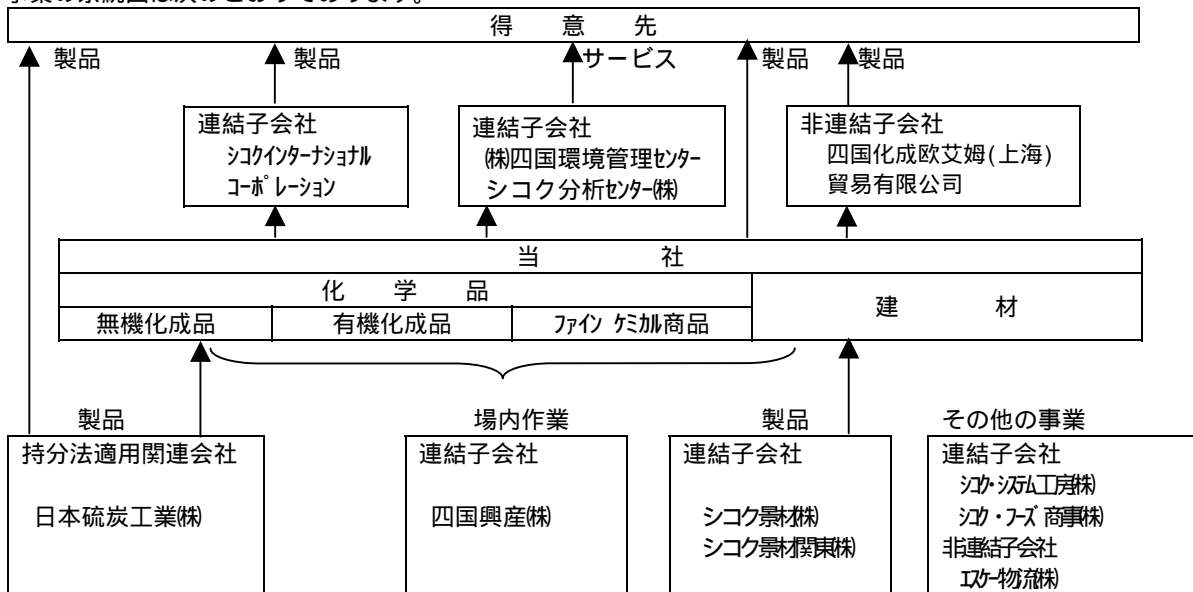 事業の系統図は次のとおりであります。
得 意 先
製品 製品 サービス 製品 製品
連結子会社
ｼｺｸｲﾝﾀｰﾅｼｮﾅﾙ
ｺｰﾎﾟﾚｰｼｮﾝ
連結子会社
㈱四国環境管理ｾﾝﾀｰ
シコク分析ｾﾝﾀｰ㈱
非連結子会社
四国化成欧艾姆(上海)
貿易有限公司
当 社
化 学 品
建 材
無機化成品 有機化成品 ﾌｧｲﾝ ｹﾐｶﾙ商品
製品 場内作業 製品 その他の事業
持分法適用関連会社
日本硫炭工業㈱
連結子会社
四国興産㈱
連結子会社
シコク景材㈱
シコク景材関東㈱
連結子会社
ｼｺｸ・ｼｽﾃﾑ工房㈱
ｼｺｸ・ﾌｰｽﾞ商事㈱
非連結子会社
ｴｽｹｰ物流㈱